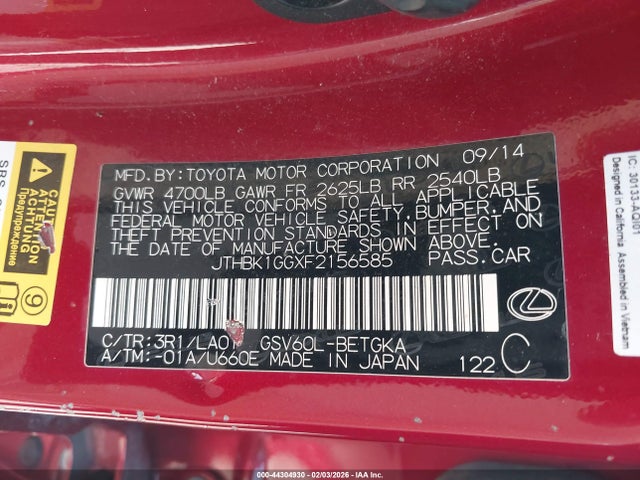 MFD.BY:TOYOTA MOTOR CORPORATION 09/14
GVWR 4700LB GAWR FR 2625LB RR 2540LB
THIS VEHICLE CONFORMS TO ALL APPLICABLE
FEDERAL MOTOR VEHICLE SAFETY,BUMPER,AND
THEFT PREVENTION STANDARDS IN EFFECT ON
THE DATE OF MANUFACTURE SHOWN ABOVE.
JTHBK1GGXF2156585 PASS.CAR
C/TR:3R1/LA0 GSV60L-BETGKA
A/TM:-01A/U660E MADE IN JAPAN 122 C
SRS
CAUTION
ACTION
Предупреждение
9
Designed in California Assembled in Vietnam
000-44304930 - 02/03/2026 - IAA Inc.